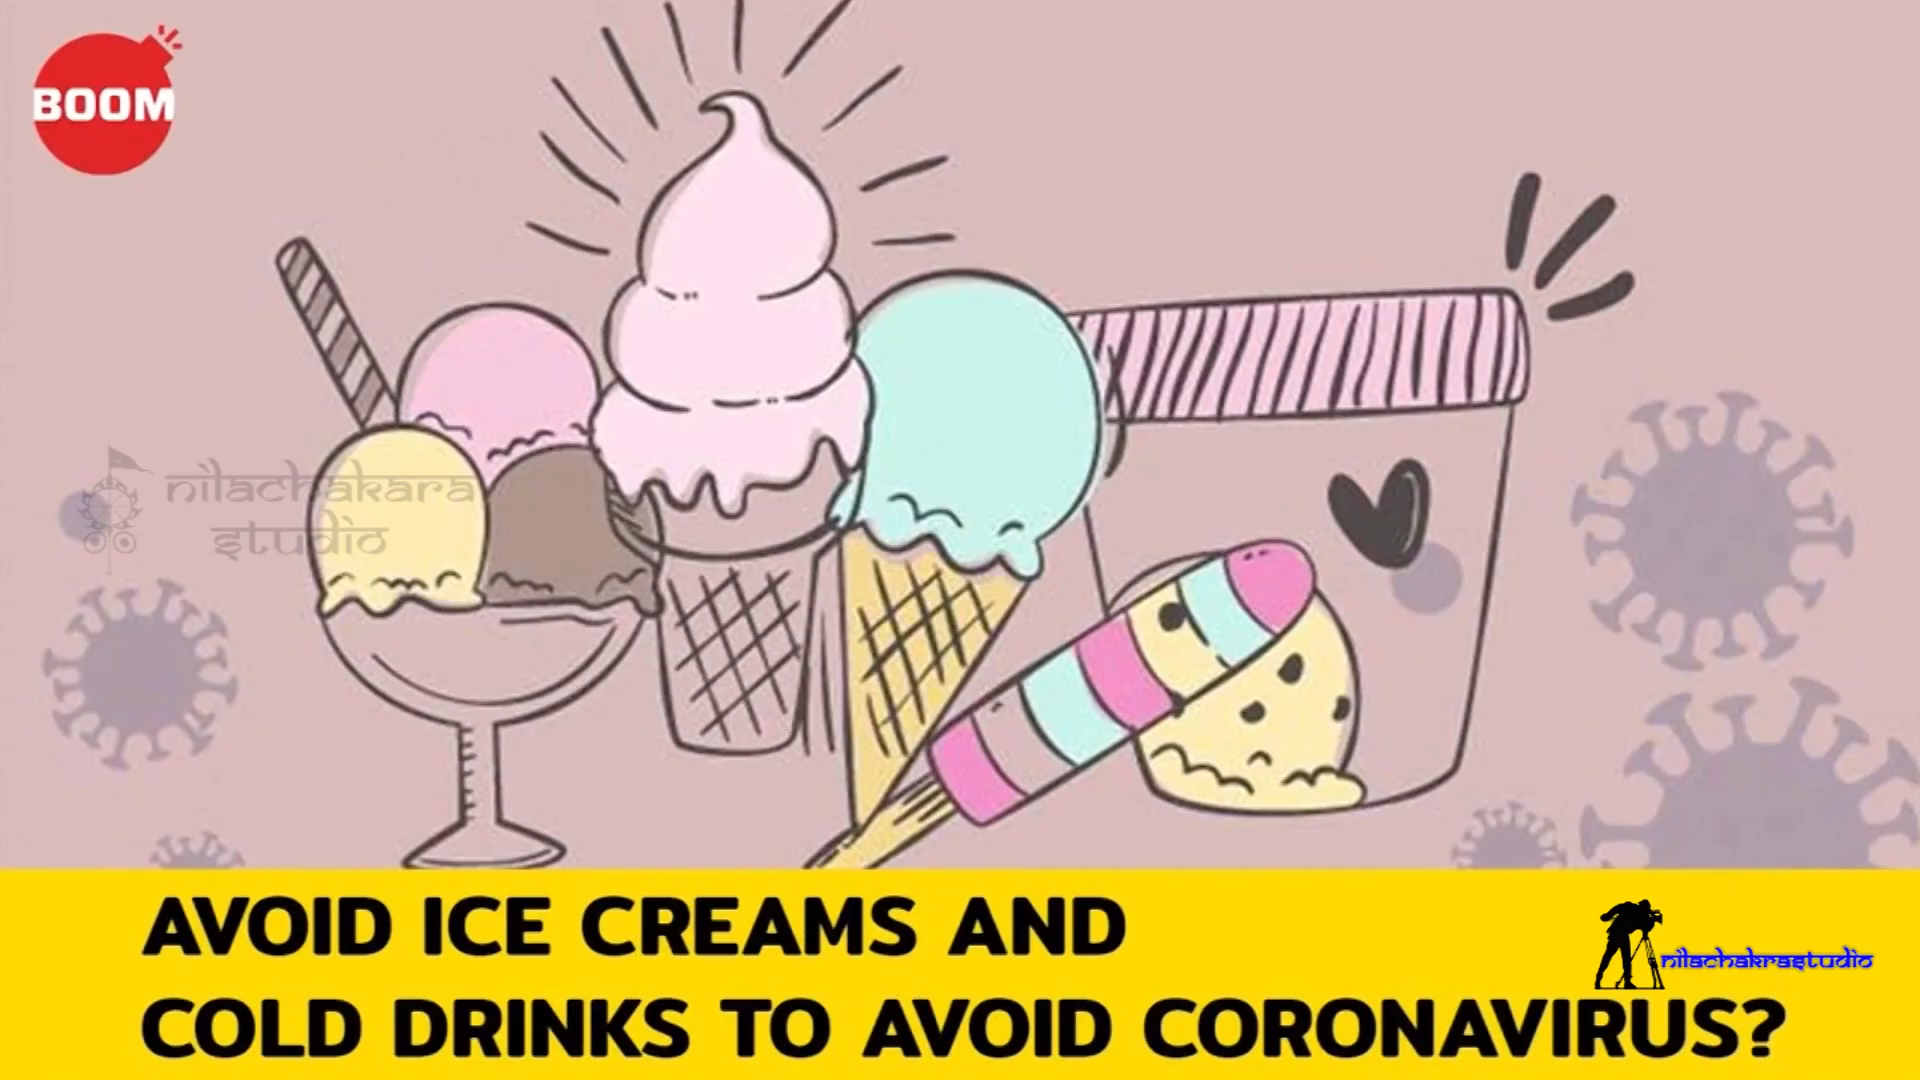 BOOM
nilachakara
studio
AVOID ICE CREAMS AND
COLD DRINKS TO AVOID CORONAVIRUS?
nilachakrastudio